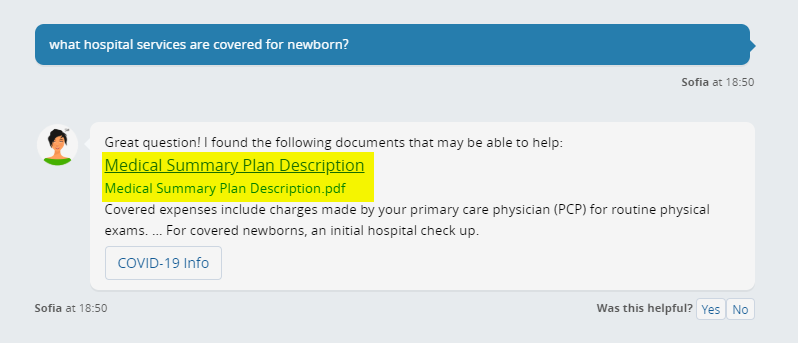 what hospital services are covered for newborn?
Sofia at 18:50
Great question! I found the following documents that may be able to help:
Medical Summary Plan Description
Medical Summary Plan Description.pdf
Covered expenses include charges made by your primary care physician (PCP) for routine physical
exams. ... For covered newborns, an initial hospital check up.
COVID-19 Info
Sofia at 18:50
Was this helpful? Yes No